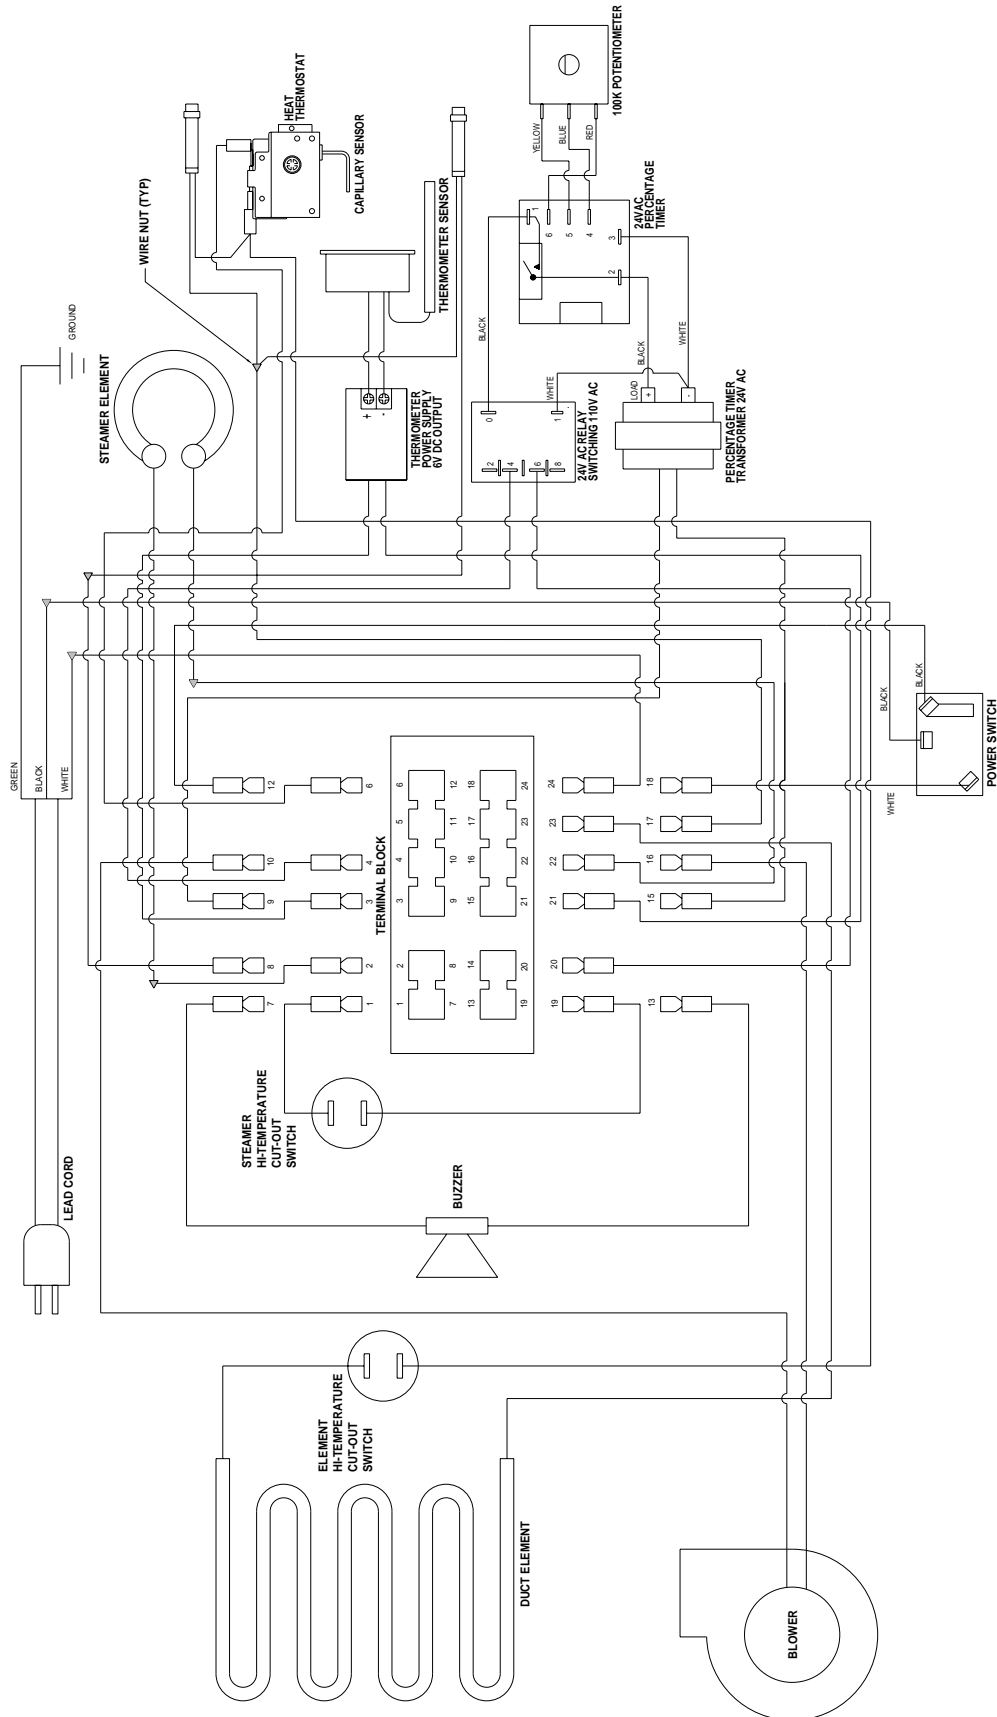 GREEN
BLACK
WHITE
LEAD CORD
GROUND
STEAMER ELEMENT
WIRE NUT (TYP)
HEAT
THERMOSTAT
CAPILLARY SENSOR
THERMOMETER SENSOR
+
-
THERMOMETER
POWER SUPPLY
6V DC OUTPUT
100K POTENTIOMETER
YELLOW
BLUE
RED
1
6
5
4
3
2
24VAC
PERCENTAGE
TIMER
BLACK
WHITE
BLACK
WHITE
0
1
2
4
6
8
24V AC RELAY
SWITCHING 110V AC
LOAD
+
-
PERCENTAGE TIMER
TRANSFORMER 24V AC
BLACK
BLACK
WHITE
POWER SWITCH
12
10
9
8
7
6
4
3
2
1
TERMINAL BLOCK
6
5
4
3
2
1
12
11
10
9
8
7
18
17
16
15
14
13
24
23
22
21
20
19
24
23
22
21
20
19
18
17
16
15
13
STEAMER
HI-TEMPERATURE
CUT-OUT
SWITCH
BUZZER
ELEMENT
HI-TEMPERATURE
CUT-OUT
SWITCH
DUCT ELEMENT
BLOWER